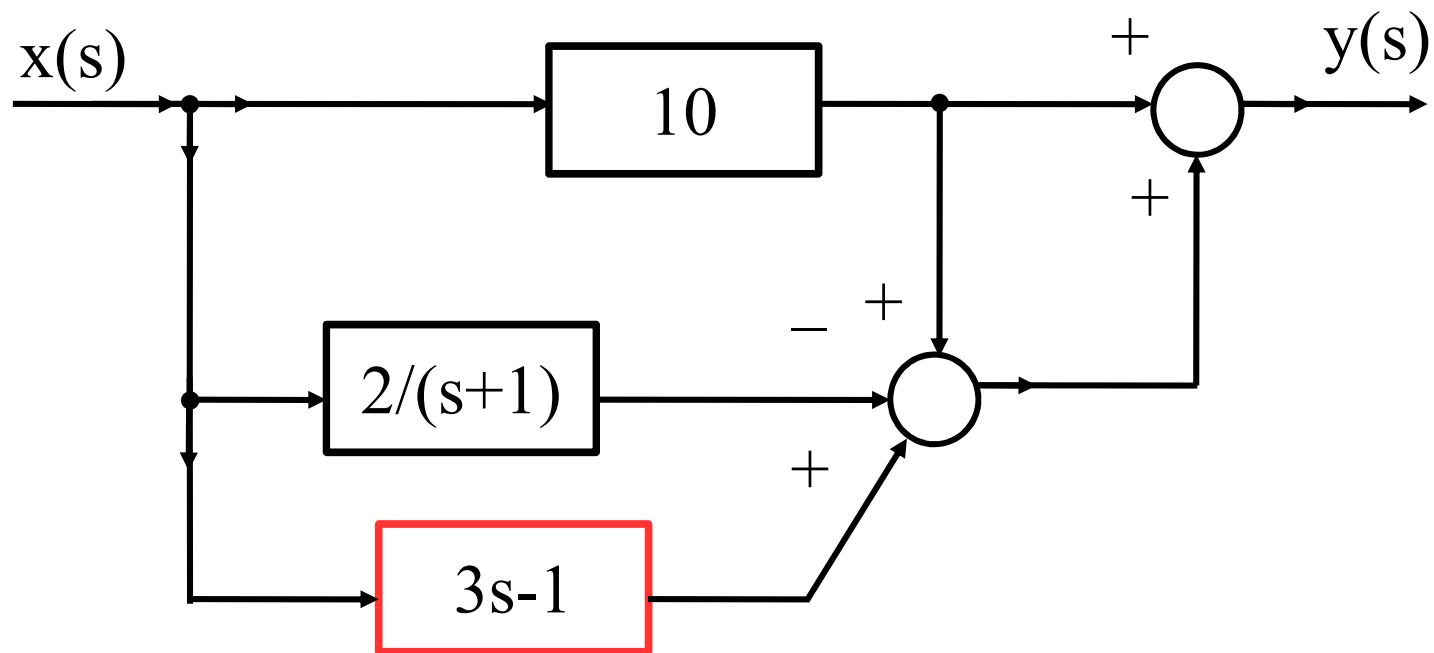 x(s)
+
y(s)
10
+
+
−
2/(s+1)
+
3s-1